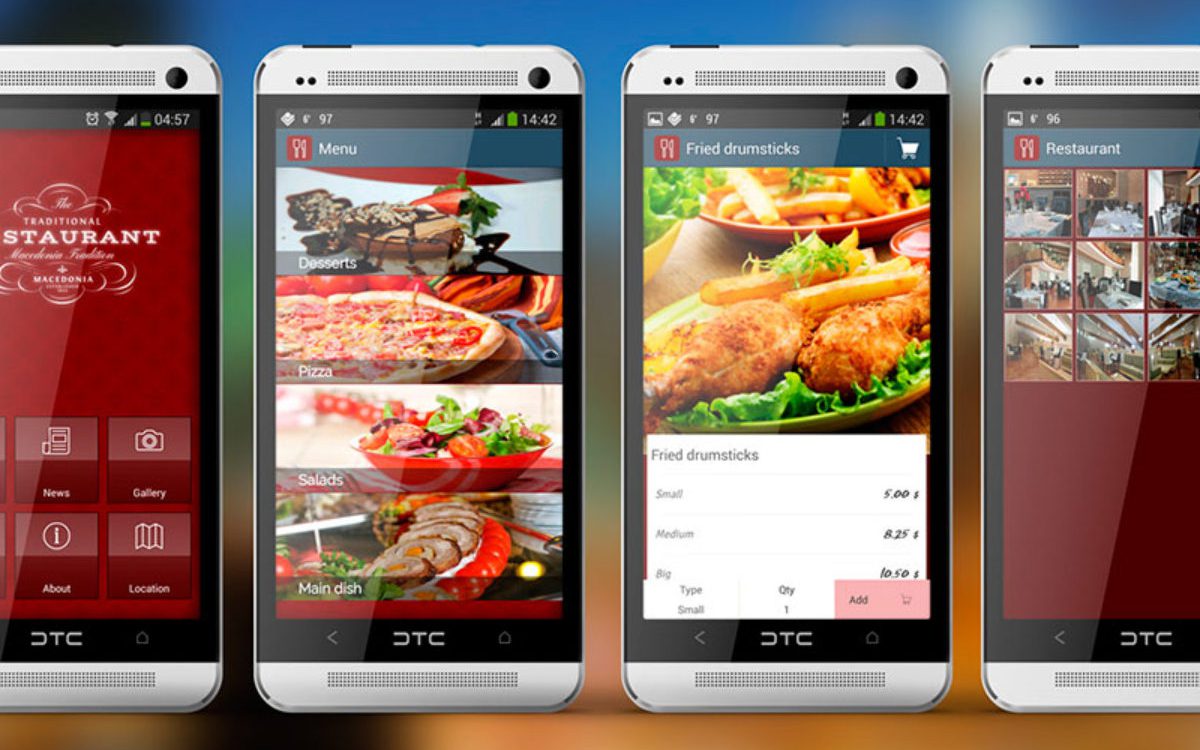 04:57
The
TRADITIONAL
STAURANT
Macedonia Tradition
MACEDONIA
News
Gallery
About
Location
DTC
97
14:42
Menu
Desserts
Pizza
Salads
Main dish
DTC
97
14:42
Fried drumsticks
Fried drumsticks
Small 5.00 $
Medium 8.25 $
Big 10.50 $
Type Qty Add
Small 1
DTC
96
Restaurant
DTC